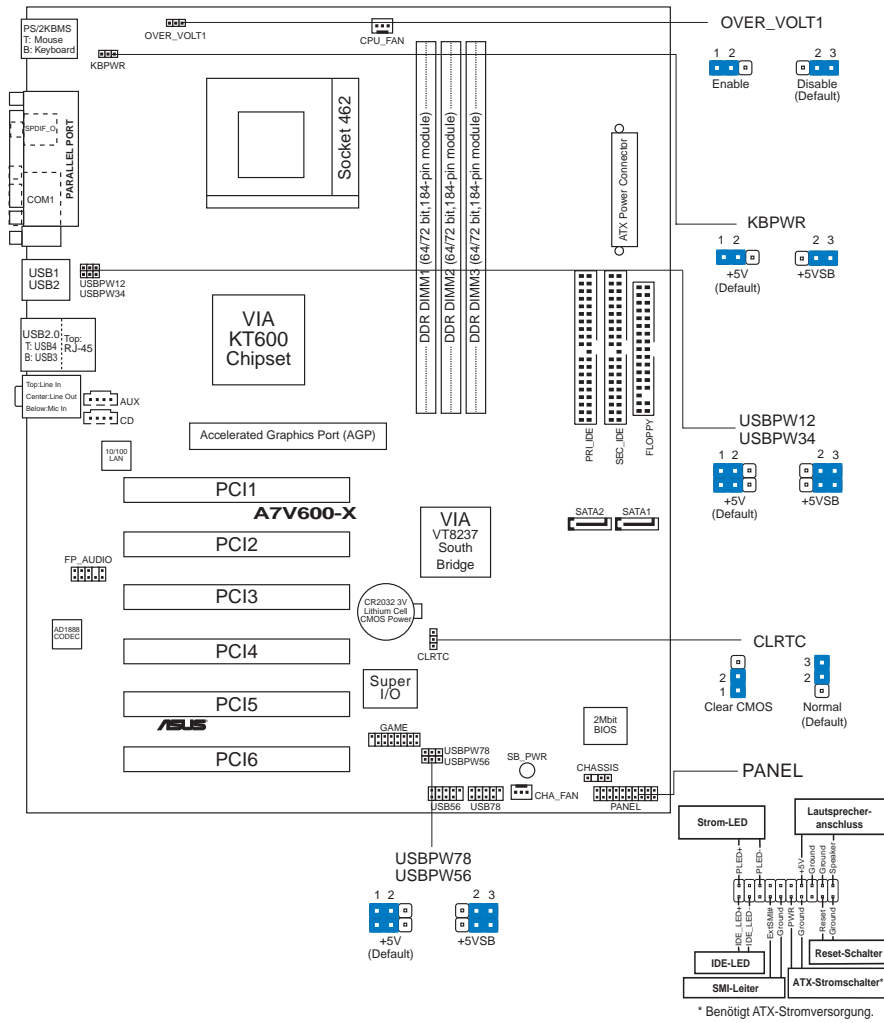 PS/2KBMS
T: Mouse
B: Keyboard
OVER_VOLT1
KBPWR
CPU_FAN
SPDIF_O
PARALLEL PORT
COM1
Socket 462
DDR DIMM1 (64/72 bit,184-pin module)
DDR DIMM2 (64/72 bit,184-pin module)
DDR DIMM3 (64/72 bit,184-pin module)
ATX Power Connector
USB1
USB2
USBPW12
USBPW34
USB2.0
T: USB4
B: USB3
Top:
RJ-45
VIA
KT600
Chipset
Top:Line In
Center:Line Out
Below:Mic In
AUX
CD
Accelerated Graphics Port (AGP)
10/100
LAN
PRI_IDE
SEC_IDE
FLOPPY
PCI1
A7V600-X
PCI2
PCI3
PCI4
PCI5
ASUS
PCI6
VIA
VT8237
South
Bridge
SATA2
SATA1
FP_AUDIO
AD1888
CODEC
CR2032 3V
Lithium Cell
CMOS Power
CLRTC
Super
I/O
GAME
2Mbit
BIOS
USBPW78
USBPW56
SB_PWR
CHASSIS
USB56
USB78
CHA_FAN
PANEL
OVER_VOLT1
1 2
2 3
Enable
Disable
(Default)
KBPWR
1 2
2 3
+5V
(Default)
+5VSB
USBPW12
USBPW34
1 2
2 3
+5V
(Default)
+5VSB
CLRTC
2
1
Clear CMOS
3
2
Normal
(Default)
PANEL
Strom-LED
Lautsprecher-
anschluss
PLED+
PLED-
+5V
Ground
Ground
Speaker
IDE_LED+
IDE_LED-
ExtSMI#
Ground
PWR
Ground
Reset
Ground
IDE-LED
Reset-Schalter
SMI-Leiter
ATX-Stromschalter*
* Benötigt ATX-Stromversorgung.
USBPW78
USBPW56
1 2
2 3
+5V
(Default)
+5VSB